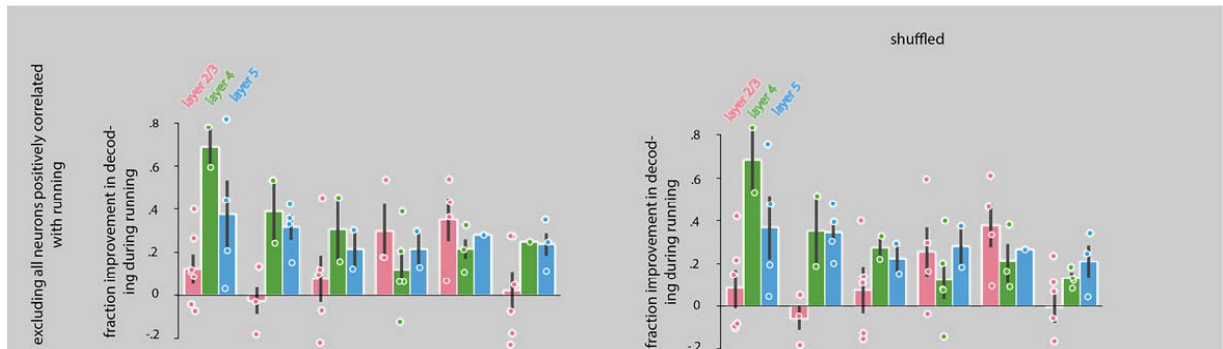 shuffled
excluding all neurons positively correlated
with running
fraction improvement in decod-
ing during running
layer 2/3
layer 4
layer 5
.8
.6
.4
.2
0
-.2
fraction improvement in decod-
ing during running
layer 2/3
layer 4
layer 5
.8
.6
.4
.2
0
-.2